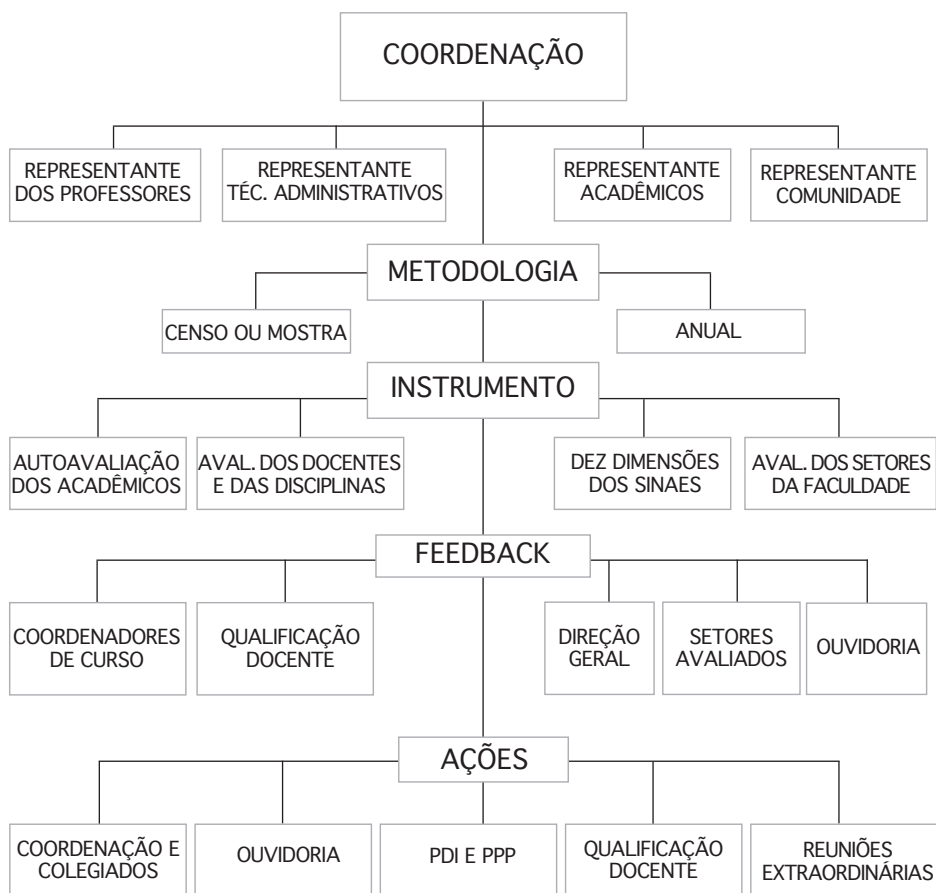 COORDENAÇÃO
REPRESENTANTE
DOS PROFESSORES
REPRESENTANTE
TÉC. ADMINISTRATIVOS
REPRESENTANTE
ACADÊMICOS
REPRESENTANTE
COMUNIDADE
METODOLOGIA
CENSO OU MOSTRA
ANUAL
INSTRUMENTO
AUTOAVALIAÇÃO
DOS ACADÊMICOS
AVAL. DOS DOCENTES
E DAS DISCIPLINAS
DEZ DIMENSÕES
DOS SINAES
AVAL. DOS SETORES
DA FACULDADE
FEEDBACK
COORDENADORES
DE CURSO
QUALIFICAÇÃO
DOCENTE
DIREÇÃO
GERAL
SETORES
AVALIADOS
OUVIDORIA
AÇÕES
COORDENAÇÃO E
COLEGIADOS
OUVIDORIA
PDI E PPP
QUALIFICAÇÃO
DOCENTE
REUNIÕES
EXTRAORDINÁRIAS